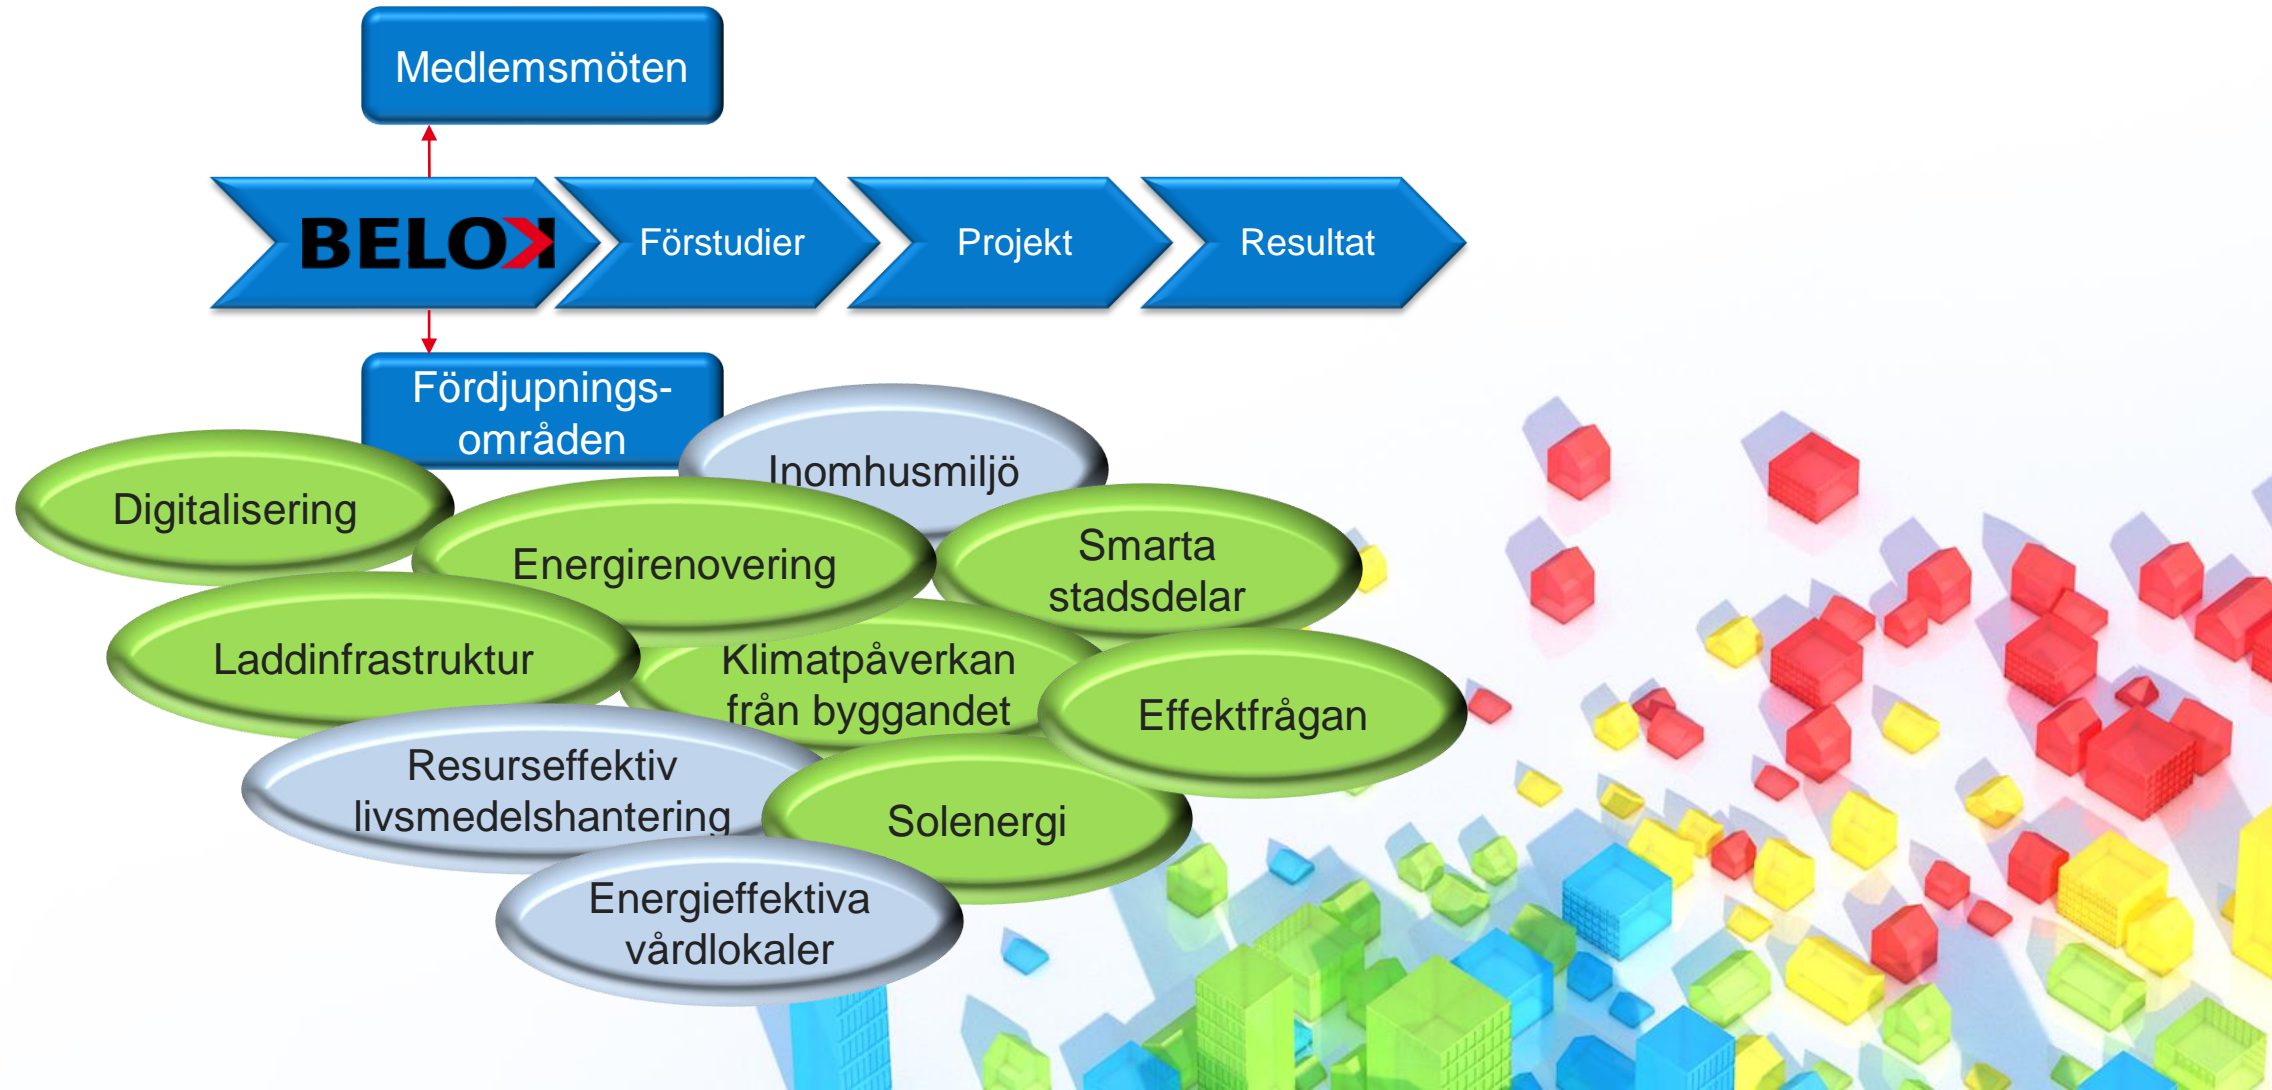 Medlemsmöten
BELOK
Förstudier
Projekt
Resultat
Fördjupnings-
områden
Inomhusmiljö
Digitalisering
Energirenovering
Smarta
stadsdelar
Laddinfrastruktur
Klimatpåverkan
från byggandet
Effektfrågan
Resurseffektiv
livsmedelshantering
Solenergi
Energieffektiva
vårdlokaler